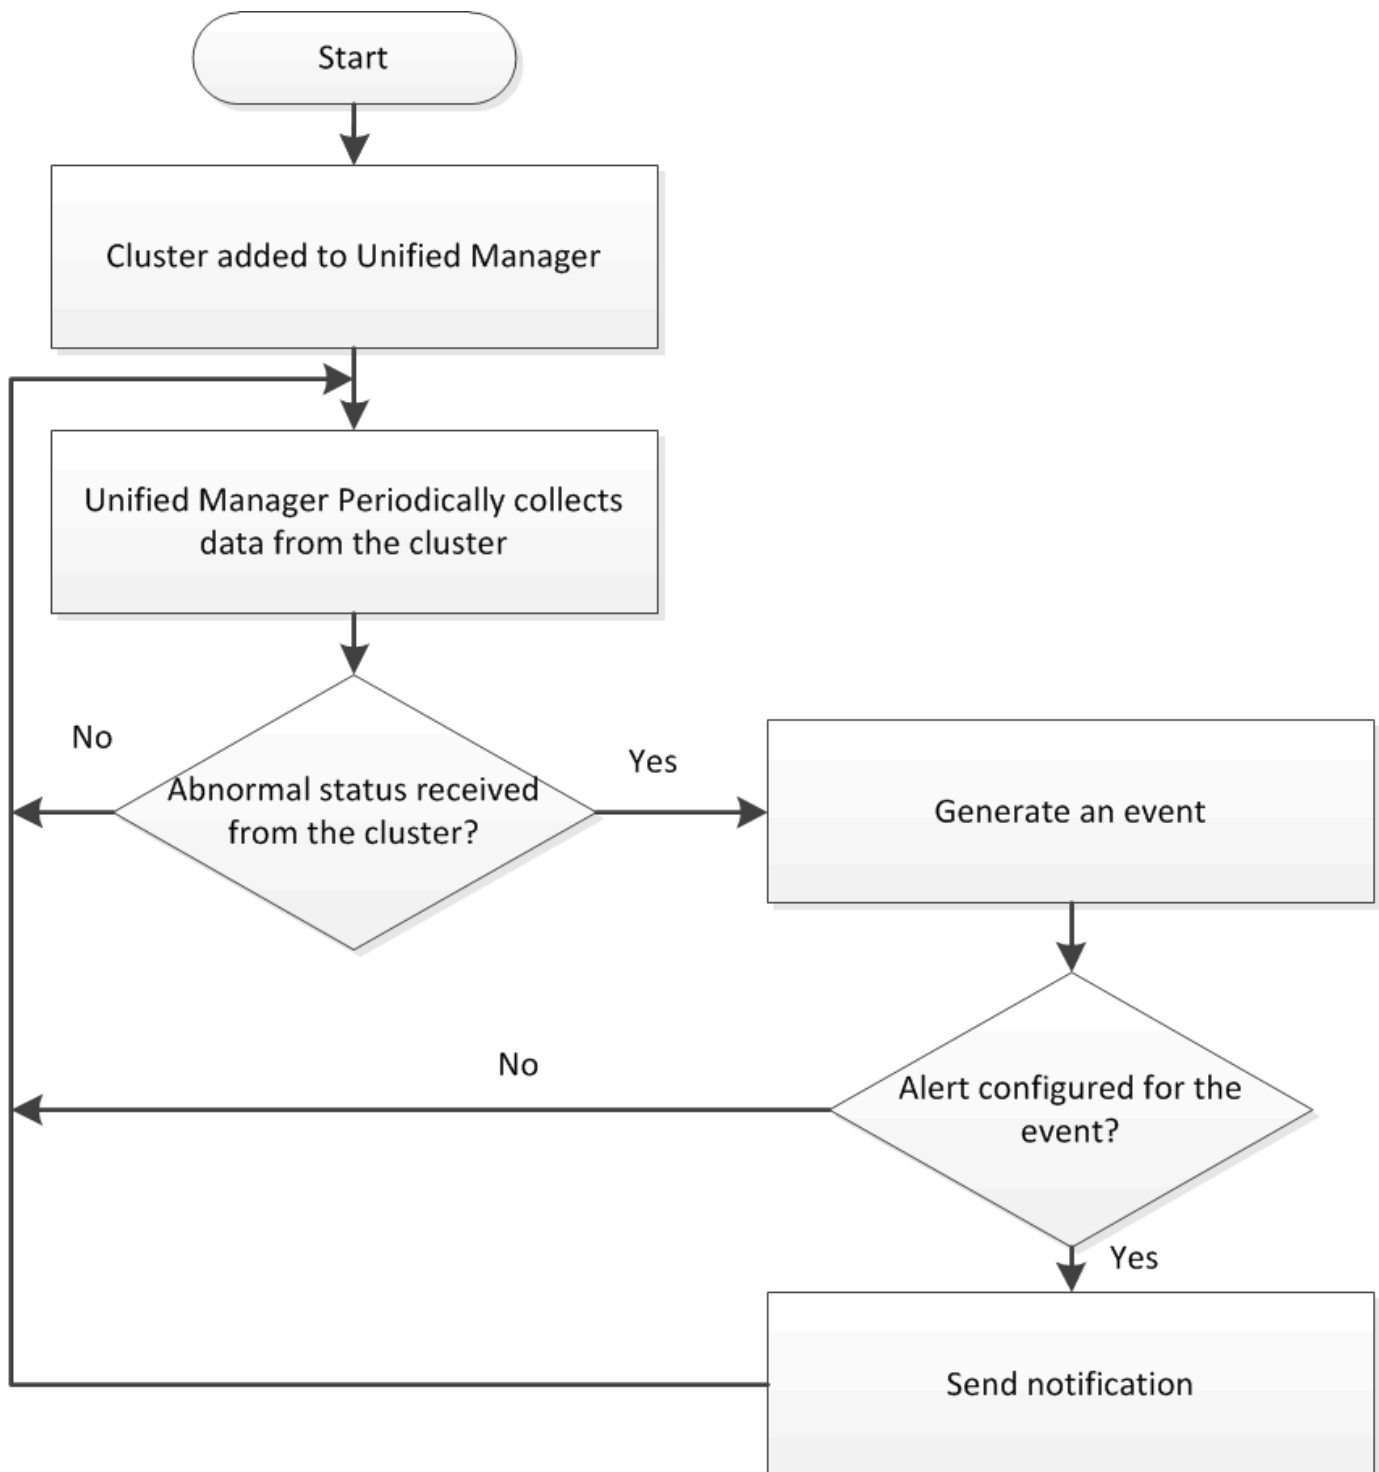 Start
Cluster added to Unified Manager
Unified Manager Periodically collects
data from the cluster
No
Abnormal status received
from the cluster?
Yes
Generate an event
No
Alert configured for the
event?
Yes
Send notification